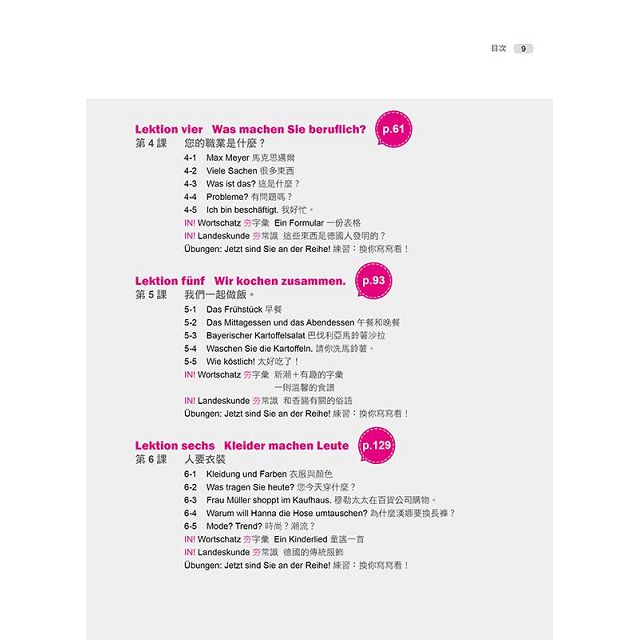 目次 9
Lektion vier Was machen Sie beruflich? p.61
第 4 課 您的職業是什麼？
4-1 Max Meyer 馬克思邁爾
4-2 Viele Sachen 很多東西
4-3 Was ist das? 這是什麼？
4-4 Probleme? 有問題嗎？
4-5 Ich bin beschäftigt. 我好忙。
IN! Wortschatz 夯字彙 Ein Formular 一份表格
IN! Landeskunde 夯常識 這些東西是德國人發明的？
Übungen: Jetzt sind Sie an der Reihe! 練習：換你寫寫看！
Lektion fünf Wir kochen zusammen. p.93
第 5 課 我們一起做飯。
5-1 Das Frühstück 早餐
5-2 Das Mittagessen und das Abendessen 午餐和晚餐
5-3 Bayerischer Kartoffelsalat 巴伐利亞馬鈴薯沙拉
5-4 Waschen Sie die Kartoffeln. 請你洗馬鈴薯。
5-5 Wie köstlich! 太好吃了！
IN! Wortschatz 夯字彙 新潮＋有趣的字彙
一則溫馨的食譜
IN! Landeskunde 夯常識 和香腸有關的俗語
Übungen: Jetzt sind Sie an der Reihe! 練習：換你寫寫看！
Lektion sechs Kleider machen Leute p.129
第 6 課 人要衣裝
6-1 Kleidung und Farben 衣服與顏色
6-2 Was tragen Sie heute? 您今天穿什麼？
6-3 Frau Müller shoppt im Kaufhaus. 穆勒太太在百貨公司購物。
6-4 Warum will Hanna die Hose umtauschen? 為什麼漢娜要換長褲？
6-5 Mode? Trend? 時尚？潮流？
IN! Wortschatz 夯字彙 Ein Kinderlied 童謠一首
IN! Landeskunde 夯常識 德國的傳統服飾
Übungen: Jetzt sind Sie an der Reihe! 練習：換你寫寫看！